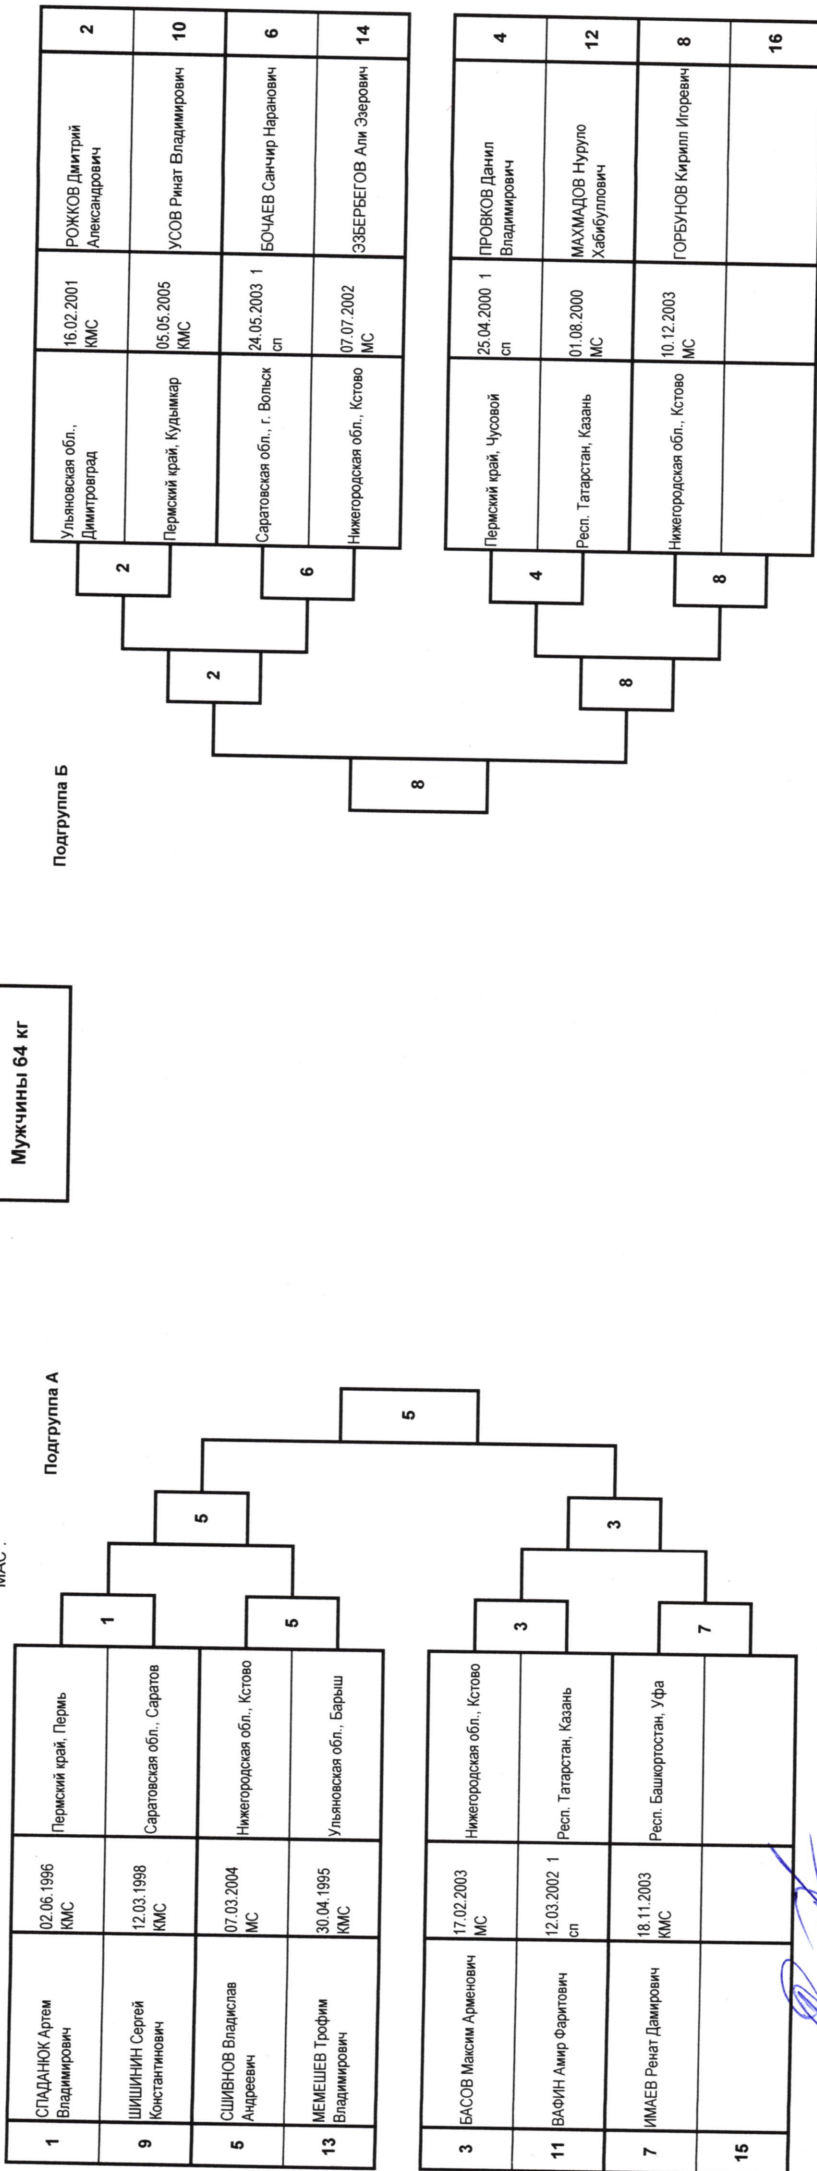 МАС .
Мужчины 64 кг
Подгруппа А
1
СПАДАНЮК Артем
Владимирович
02.06.1996
КМС
Пермский край, Пермь
9
ШИШИНИН Сергей
Константинович
12.03.1998
КМС
Саратовская обл., Саратов
5
СШИВНОВ Владислав
Андреевич
07.03.2004
МС
Нижегородская обл., Кстово
13
МЕМЕШЕВ Трофим
Владимирович
30.04.1995
КМС
Ульяновская обл., Барыш
3
БАСОВ Максим Арменович
17.02.2003
МС
Нижегородская обл., Кстово
11
ВАФИН Амир Фаритович
12.03.2002 1
сп
Респ. Татарстан, Казань
7
ИМАЕВ Ренат Дамирович
18.11.2003
КМС
Респ. Башкортостан, Уфа
15
1
5
5
3
7
3
5
Подгруппа Б
Ульяновская обл.,
Димитровград
16.02.2001
КМС
РОЖКОВ Дмитрий
Александрович
2
Пермский край, Кудымкар
05.05.2005
КМС
УСОВ Ринат Владимирович
10
Саратовская обл., г. Вольск
24.05.2003 1
сп
БОЧАЕВ Санчир Наранович
6
Нижегородская обл., Кстово
07.07.2002
МС
ЭЗБЕРБЕГОВ Али Эзерович
14
Пермский край, Чусовой
25.04.2000 1
сп
ПРОВКОВ Данил
Владимирович
4
Респ. Татарстан, Казань
01.08.2000
МС
МАХМАДОВ Нуруло
Хабибуллович
12
Нижегородская обл., Кстово
10.12.2003
МС
ГОРБУНОВ Кирилл Игоревич
8
16
2
6
2
4
8
8
8